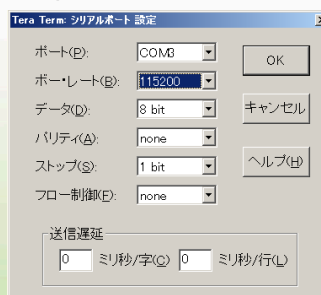 Tera Term: シリアルポート 設定
ポート(P): COM3
OK
ボー・レート(B): 115200
データ(D): 8 bit
キャンセル
パリティ(A): none
ストップ(S): 1 bit
ヘルプ(H)
フロー制御(F): none
送信遅延
0 ミリ秒/字(C) 0 ミリ秒/行(L)